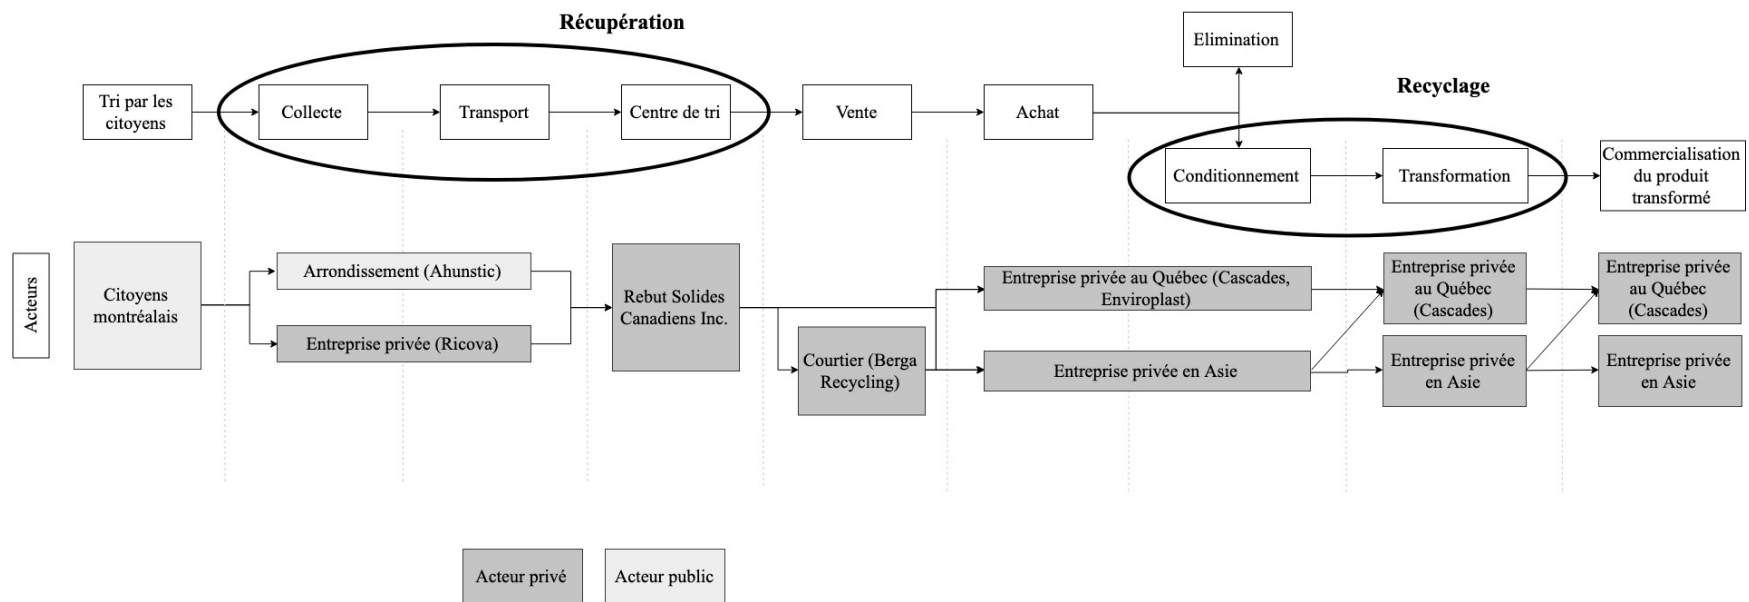 Récupération
Elimination
Recyclage
Tri par les
citoyens
Collecte
Transport
Centre de tri
Vente
Achat
Conditionnement
Transformation
Commercialisation
du produit
transformé
Acteurs
Citoyens
montréalais
Arrondissement (Ahunstic)
Entreprise privée (Ricova)
Rebut Solides
Canadiens Inc.
Courtier (Berga
Recycling)
Entreprise privée au Québec (Cascades,
Enviroplast)
Entreprise privée en Asie
Entreprise privée
au Québec
(Cascades)
Entreprise privée
en Asie
Entreprise privée
au Québec
(Cascades)
Entreprise privée
en Asie
Acteur privé
Acteur public